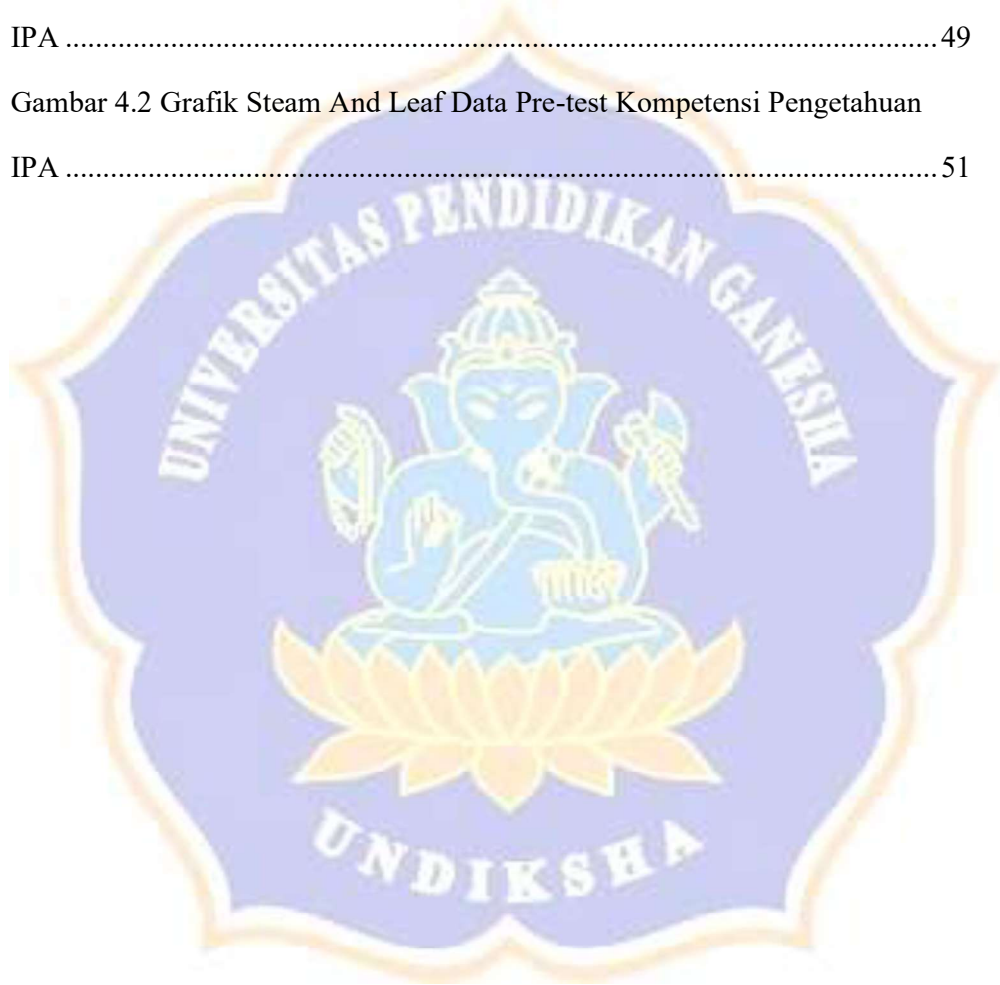 IPA ..................................................................................................................... 49
Gambar 4.2 Grafik Steam And Leaf Data Pre-test Kompetensi Pengetahuan
IPA ..................................................................................................................... 51
UNIVERSITAS PENDIDIKAN GANESHA
UNDIKSHA